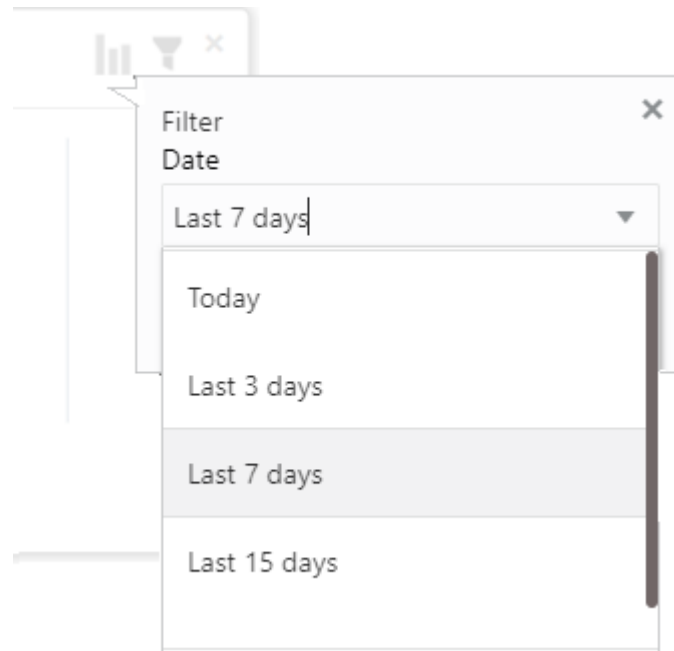 Filter
Date
Last 7 days
Today
Last 3 days
Last 7 days
Last 15 days